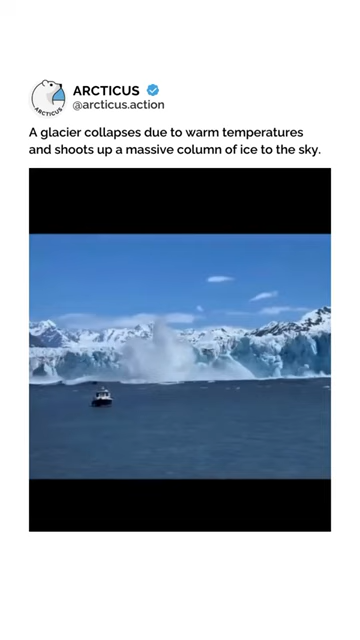 ARCTICUS
@arcticus.action
ARCTICUS
A glacier collapses due to warm temperatures
and shoots up a massive column of ice to the sky.